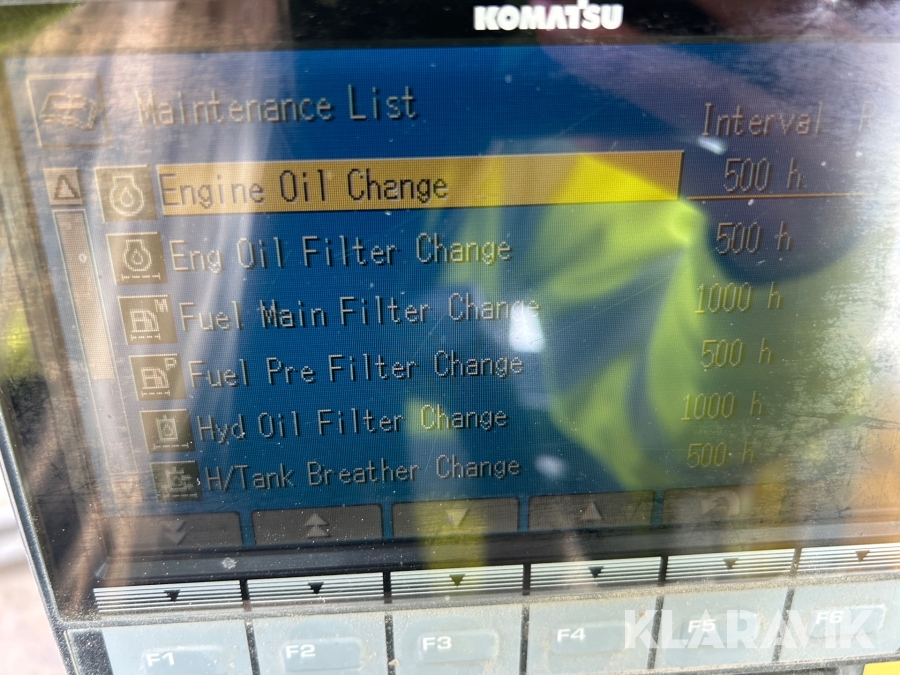 KOMATSU
Maintenance List
Interval R
Engine Oil Change 500 h
Eng Oil Filter Change 500 h
Fuel Main Filter Change 1000 h
Fuel Pre Filter Change 500 h
Hyd Oil Filter Change 1000 h
H/Tank Breather Change 500 h
M
P
F1 F2 F3 F4 F5 F6
KLARAVIK